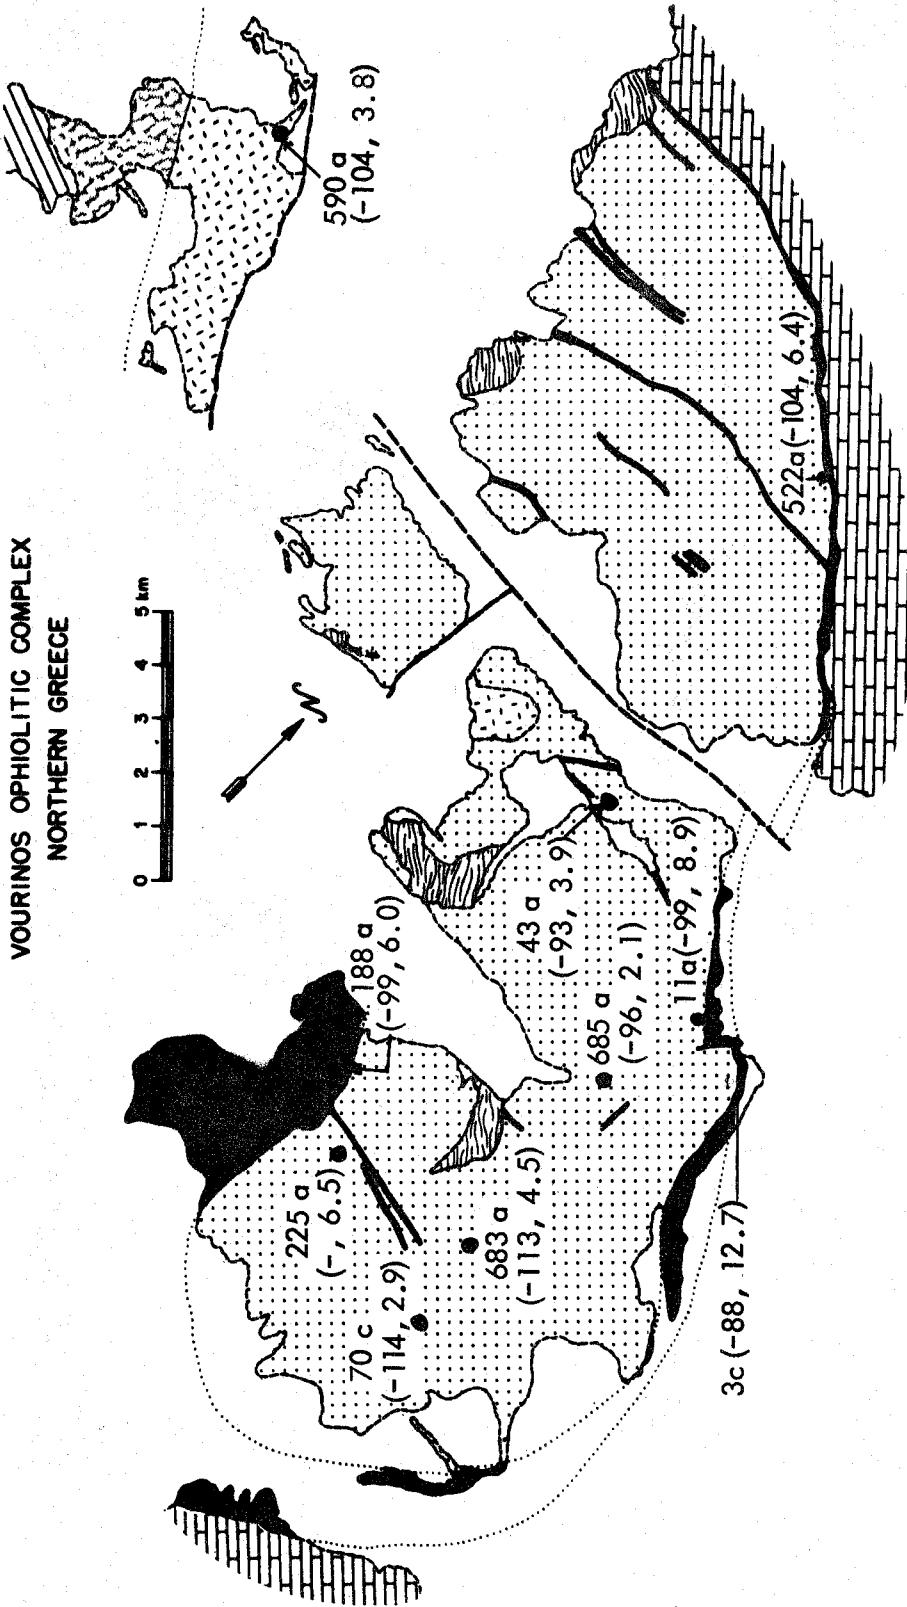 VOURINOS OPHIOLITIC COMPLEX
NORTHERN GREECE
0 1 2 3 4 5 km
N
590 a
(-104, 3.8)
188 a
(-99, 6.0)
225 a
(-, 6.5)
70 c
(-114, 2.9)
683 a
(-113, 4.5)
43 a
(-93, 3.9)
685 a
(-96, 2.1)
11a(-99, 8.9)
522a(-104, 6.4)
3c(-88, 12.7)